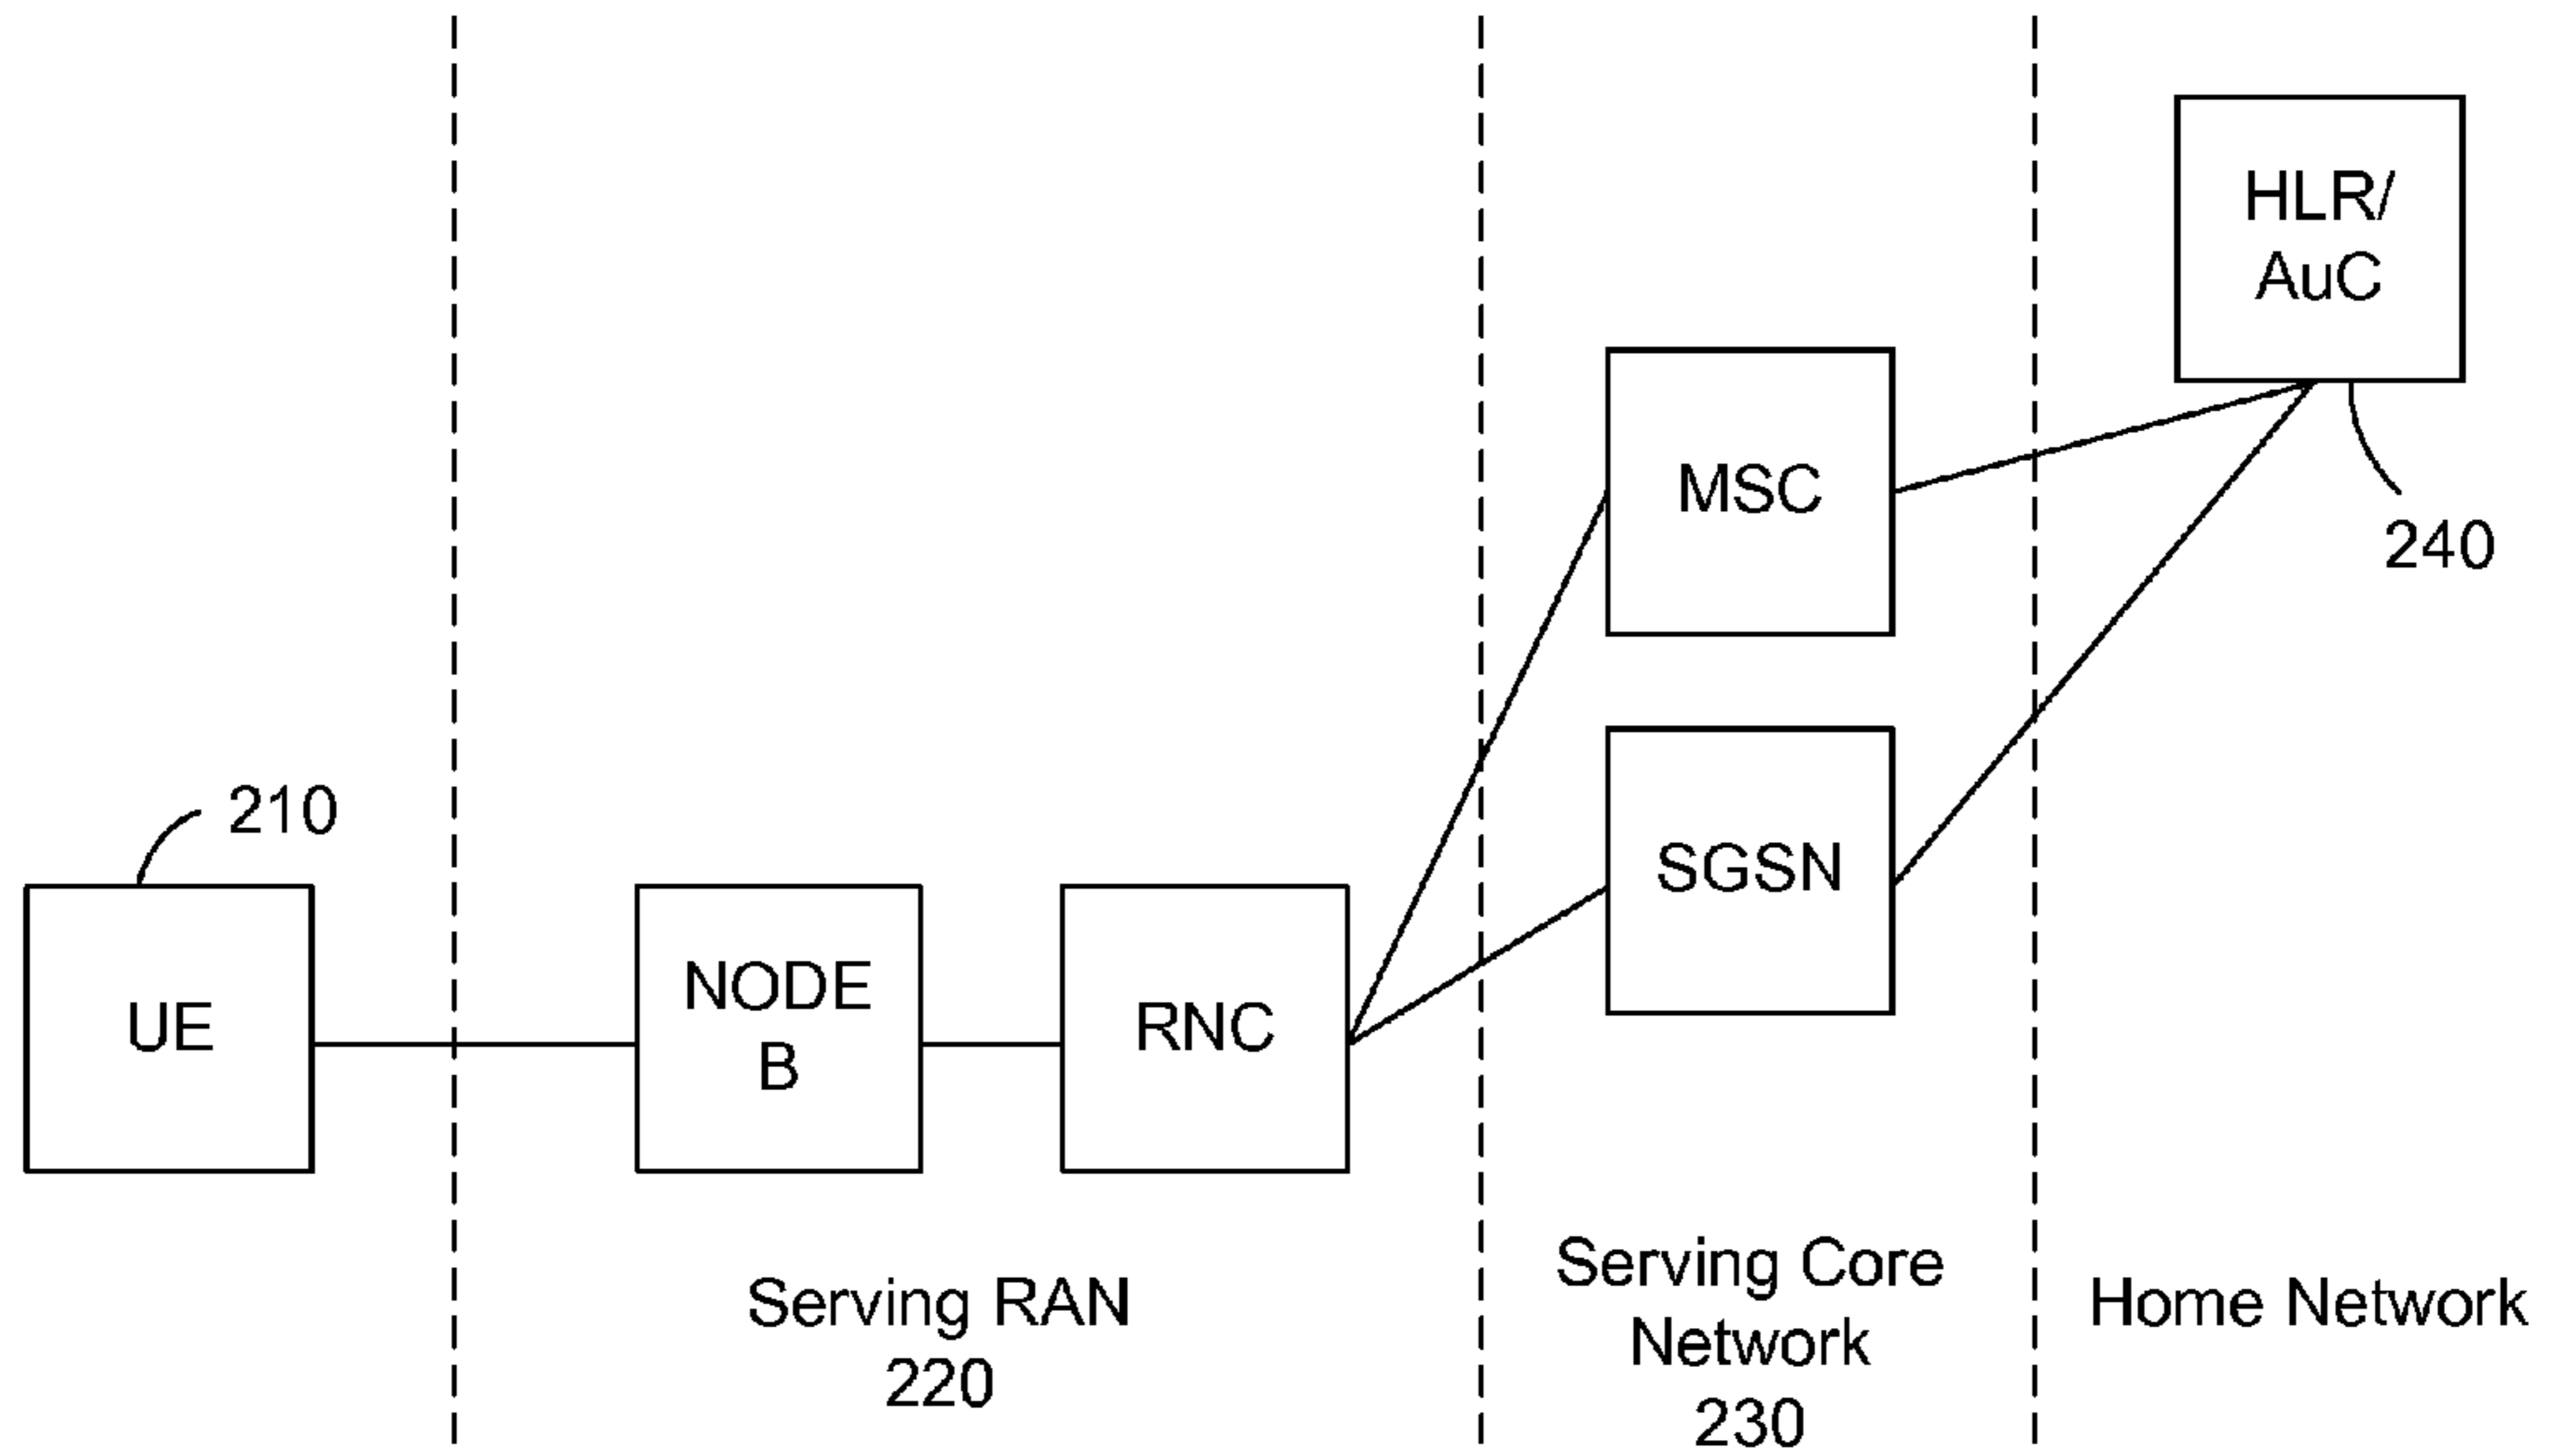 HLR/
AuC
240
MSC
SGSN
210
UE
NODE
B
RNC
Serving RAN
220
Serving Core
Network
230
Home Network